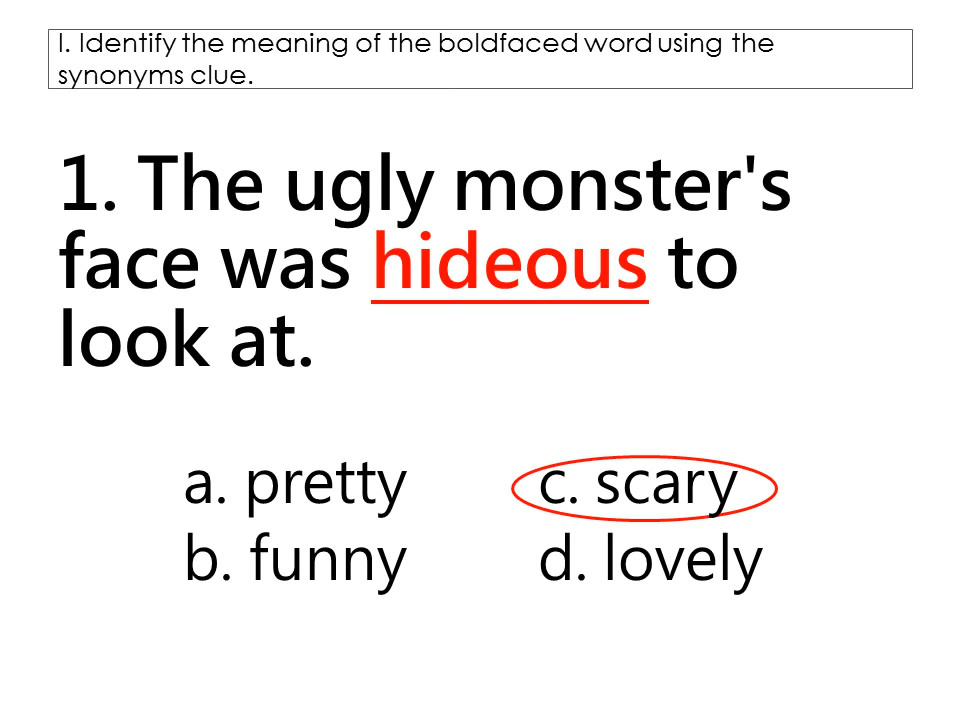 I. Identify the meaning of the boldfaced word using the
synonyms clue.
1. The ugly monster's
face was hideous to
look at.
a. pretty c. scary
b. funny d. lovely